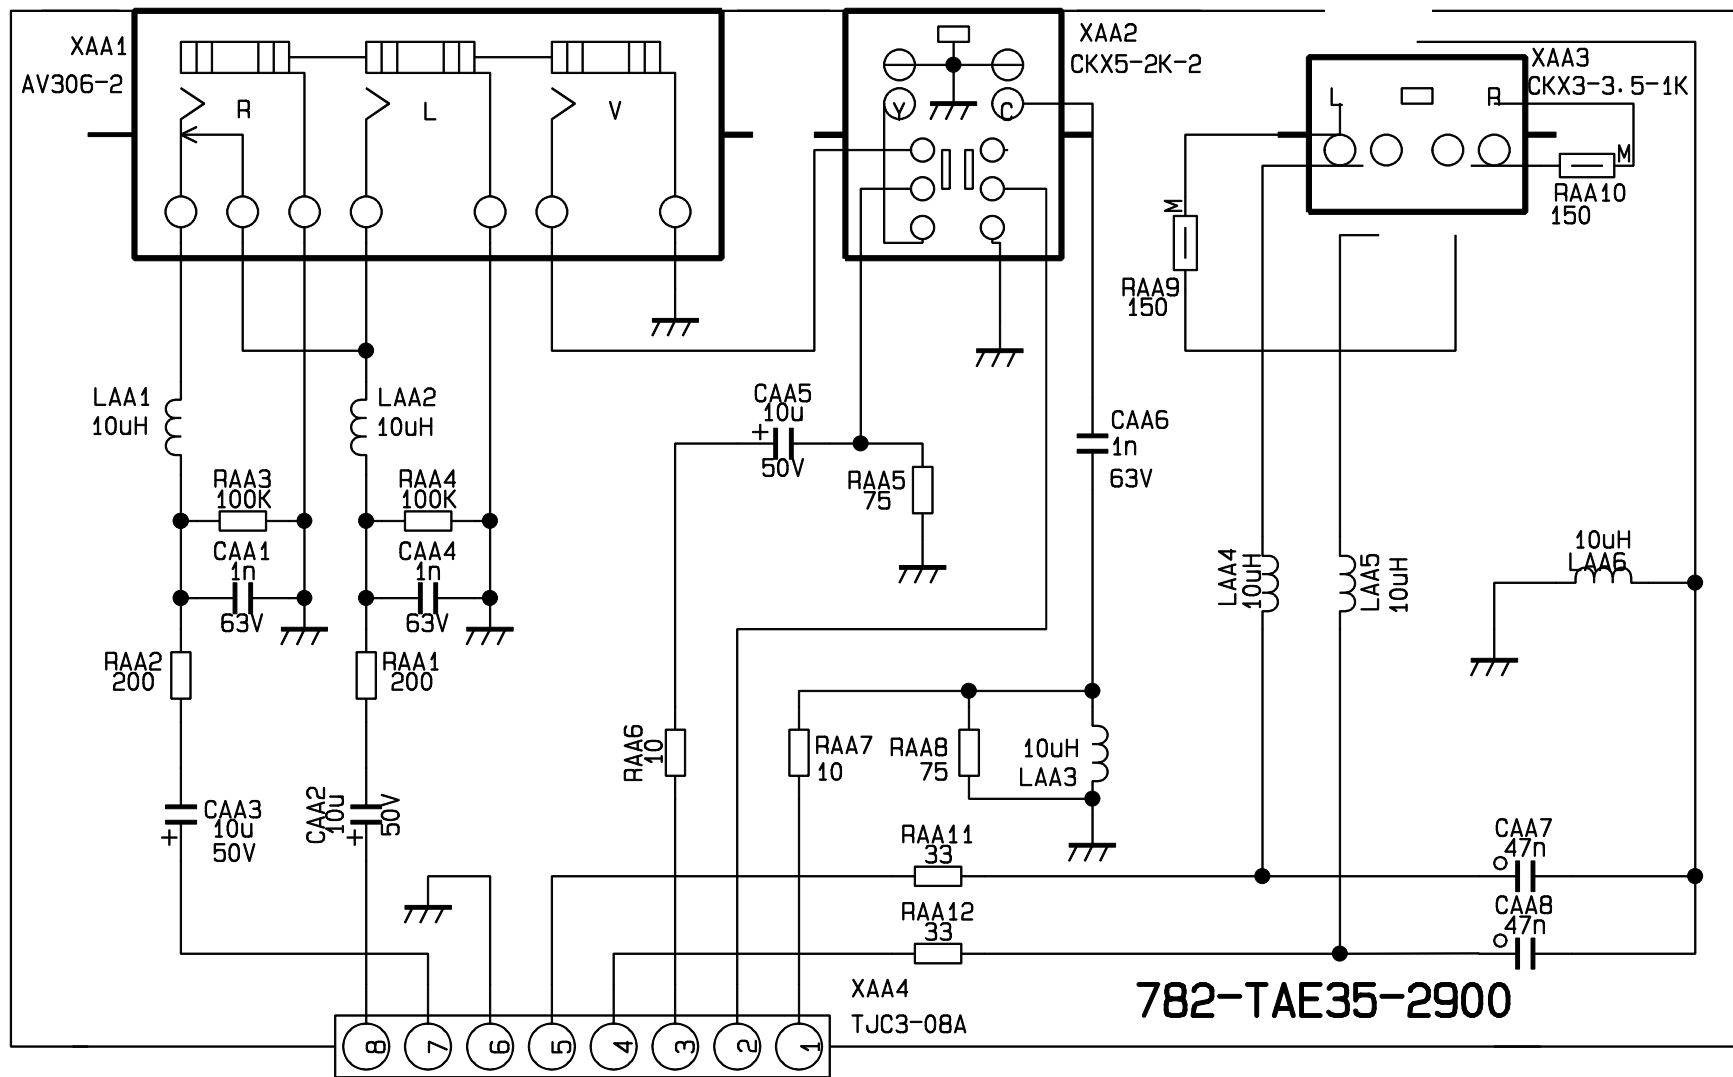 XAA1
AV306-2
R
L
V
XAA2
CKX5-2K-2
Y
C
XAA3
CKX3-3.5-1K
L
R
M
RAA10
150
M
RAA9
150
LAA1
10uH
LAA2
10uH
CAA5
10u
+
50V
CAA6
1n
63V
RAA3
100K
RAA4
100K
RAA5
75
CAA1
1n
63V
CAA4
1n
63V
LAA4
10uH
LAA5
10uH
10uH
LAA6
RAA2
200
RAA1
200
RAA6
10
RAA7
10
RAA8
75
10uH
LAA3
CAA3
10u
+
50V
CAA2
10u
+
50V
RAA11
33
CAA7
47n
RAA12
33
CAA8
47n
XAA4
TJC3-08A
782-TAE35-2900
8
7
6
5
4
3
2
1